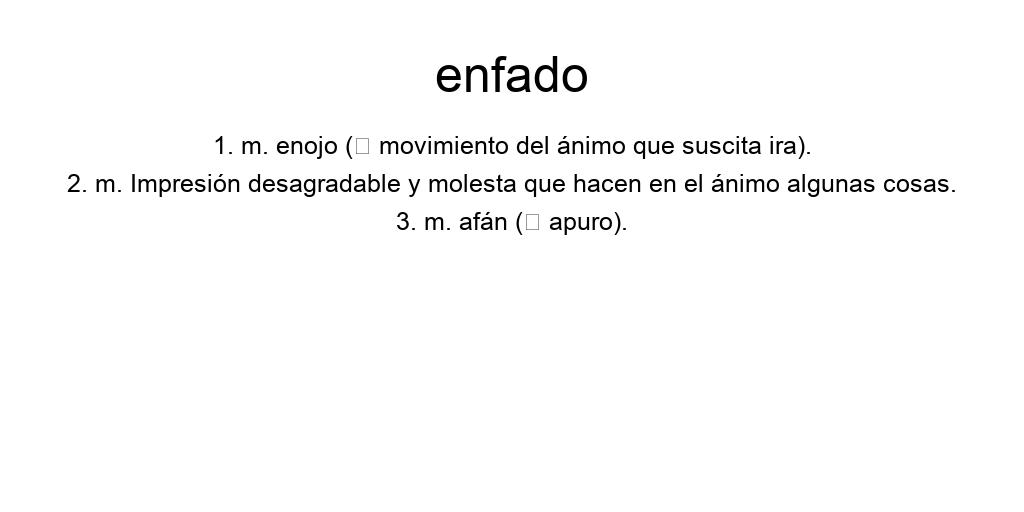 enfado
1. m. enojo (□ movimiento del ánimo que suscita ira).
2. m. Impresión desagradable y molesta que hacen en el ánimo algunas cosas.
3. m. afán (□ apuro).